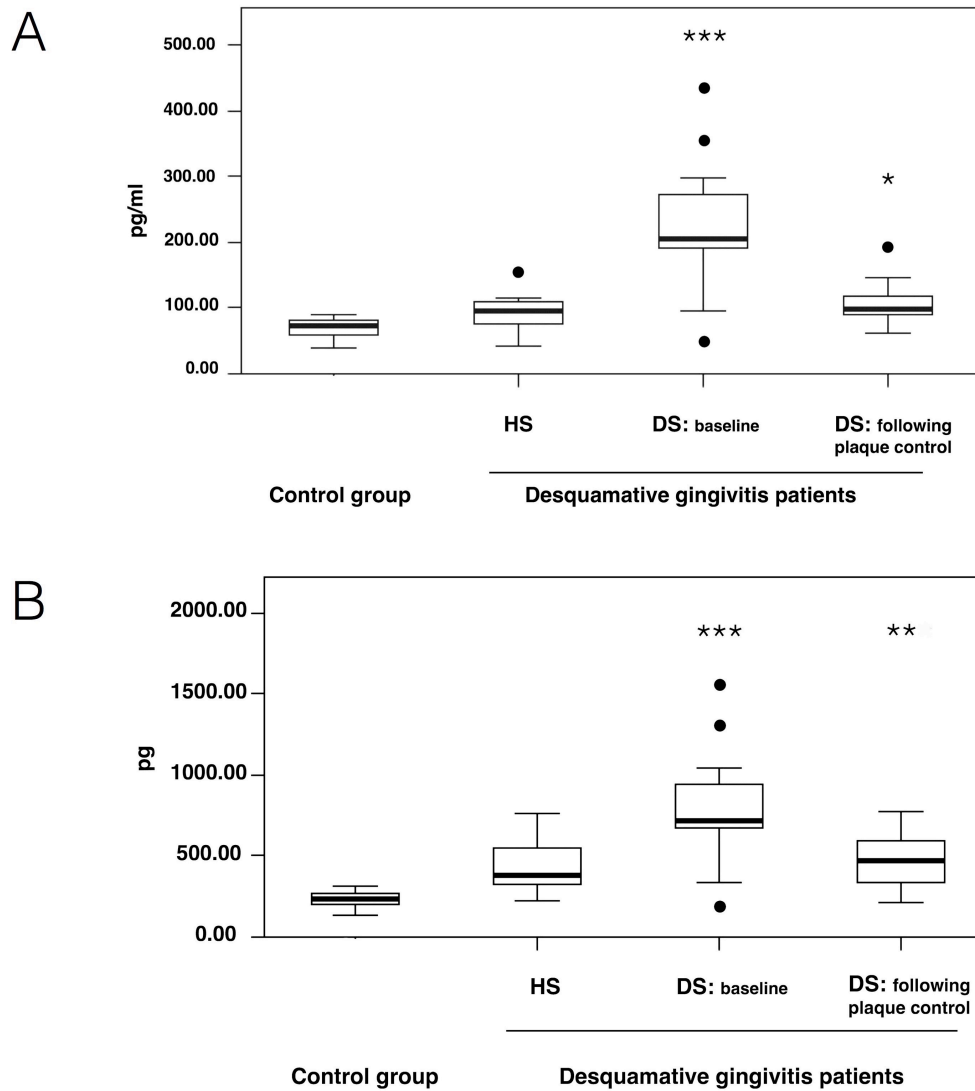 A
500.00
400.00
300.00
200.00
100.00
0.00
pg/ml
***
*
HS
DS: baseline
DS: following
plaque control
Control group
Desquamative gingivitis patients
B
2000.00
1500.00
1000.00
500.00
0.00
pg
***
**
HS
DS: baseline
DS: following
plaque control
Control group
Desquamative gingivitis patients